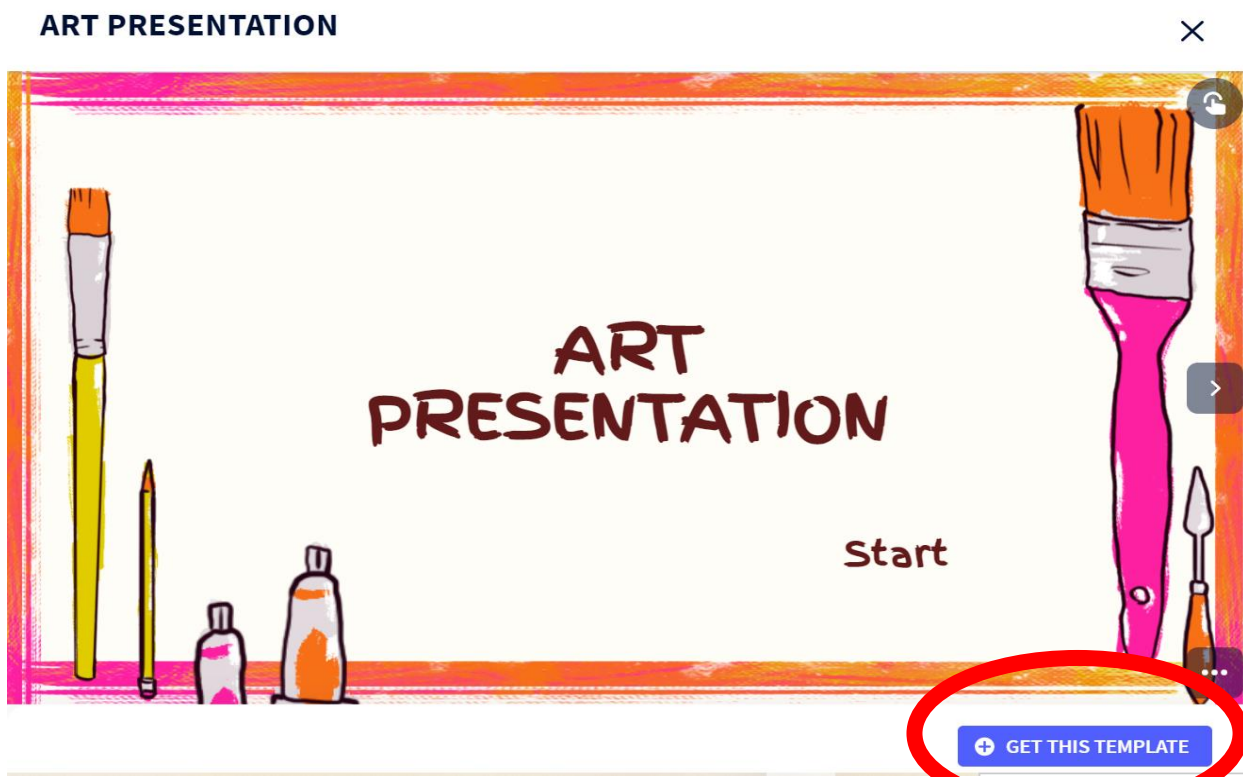 ART PRESENTATION
ART
PRESENTATION
Start
GET THIS TEMPLATE